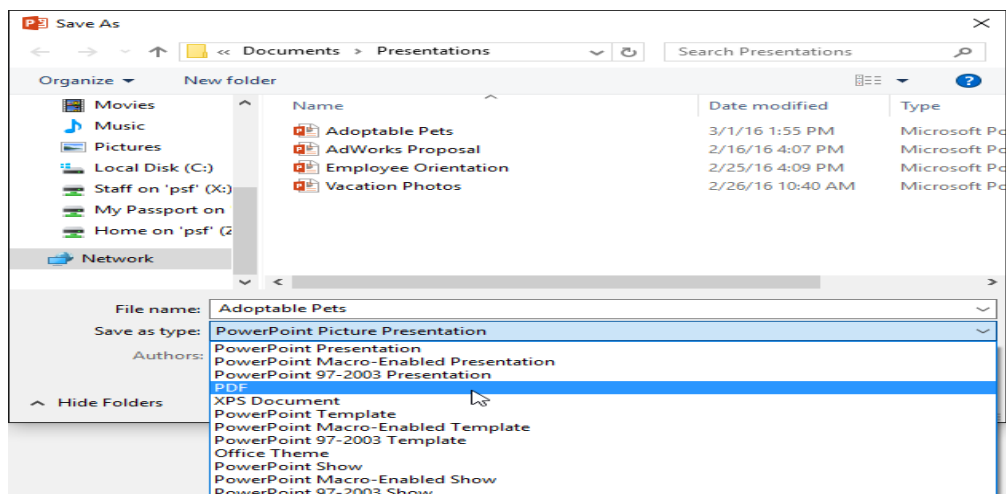 Save As
« Documents > Presentations
Search Presentations
Organize
New folder
Movies
Music
Pictures
Local Disk (C:)
Staff on 'psf' (X:)
My Passport on
Home on 'psf' (Z
Network
Name Date modified Type
Adoptable Pets 3/1/16 1:55 PM Microsoft Po
AdWorks Proposal 2/16/16 4:07 PM Microsoft Po
Employee Orientation 2/25/16 4:09 PM Microsoft Po
Vacation Photos 2/26/16 10:40 AM Microsoft Po
File name: Adoptable Pets
Save as type: PowerPoint Picture Presentation
Authors:
Hide Folders
PowerPoint Presentation
PowerPoint Macro-Enabled Presentation
PowerPoint 97-2003 Presentation
PDF
XPS Document
PowerPoint Template
PowerPoint Macro-Enabled Template
PowerPoint 97-2003 Template
Office Theme
PowerPoint Show
PowerPoint Macro-Enabled Show
PowerPoint 97-2003 Show